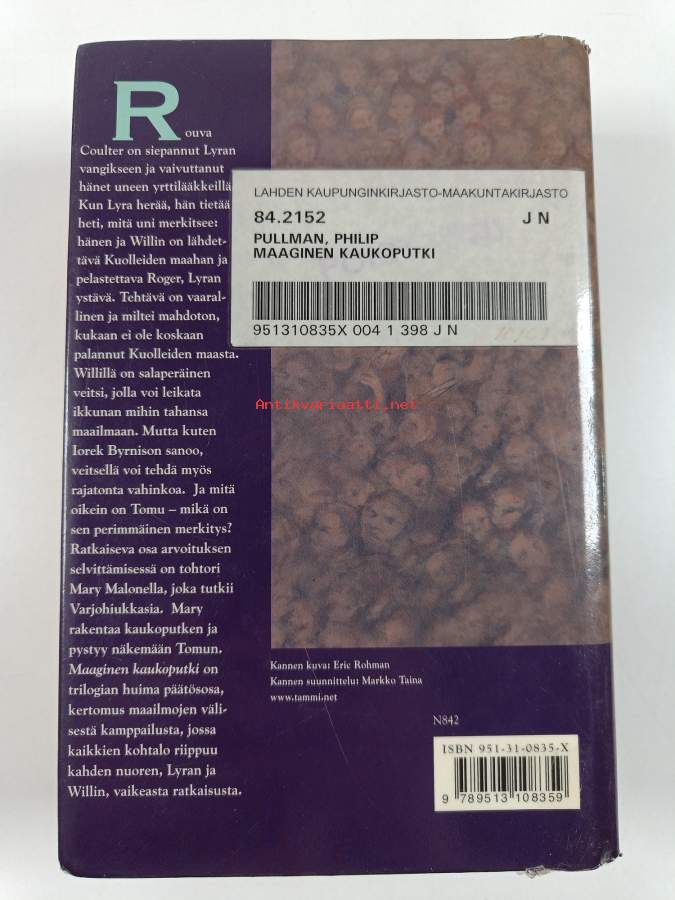 Rouva
Coulter on siepannut Lyran
vangikseen ja vaivuttanut
hänet uneen yrttilääkkeillä
Kun Lyra herää, hän tietää
heti, mitä uni merkitsee:
hänen ja Willin on lähdet-
tävä Kuolleiden maahan ja
pelastettava Roger, Lyran
ystävä. Tehtävä on vaaral-
linen ja miltei mahdoton,
kukaan ei ole koskaan
palannut Kuolleiden maasta.
Willillä on salaperäinen
veitsi, jolla voi leikata
ikkunan mihin tahansa
maailmaan. Mutta kuten
Iorek Byrnison sanoo,
veitsellä voi tehdä myös
rajatonta vahinkoa. Ja mitä
oikein on Tomu – mikä on
sen perimmäinen merkitys?
Ratkaiseva osa arvoituksen
selvittämisessä on tohtori
Mary Malonella, joka tutkii
Varjohiukkasia. Mary
rakentaa kaukoputken ja
pystyy näkemään Tomun.
Maaginen kaukoputki on
trilogian huima päätösosa,
kertomus maailmojen väli-
sestä kamppailusta, jossa
kaikkien kohtalo riippuu
kahden nuoren, Lyran ja
Willin, vaikeasta ratkaisusta.
LAHDEN KAUPUNGINKIRJASTO-MAAKUNTAKIRJASTO
84.2152 J N
PULLMAN, PHILIP
MAAGINEN KAUKOPUTKI
951310835X 004 1 398 J N
Antikvariaatti.net
Kannen kuva: Eric Rohman
Kannen suunnittelu: Markko Taina
www.tammi.net
N842
ISBN 951-31-0835-X
9 789513 108359